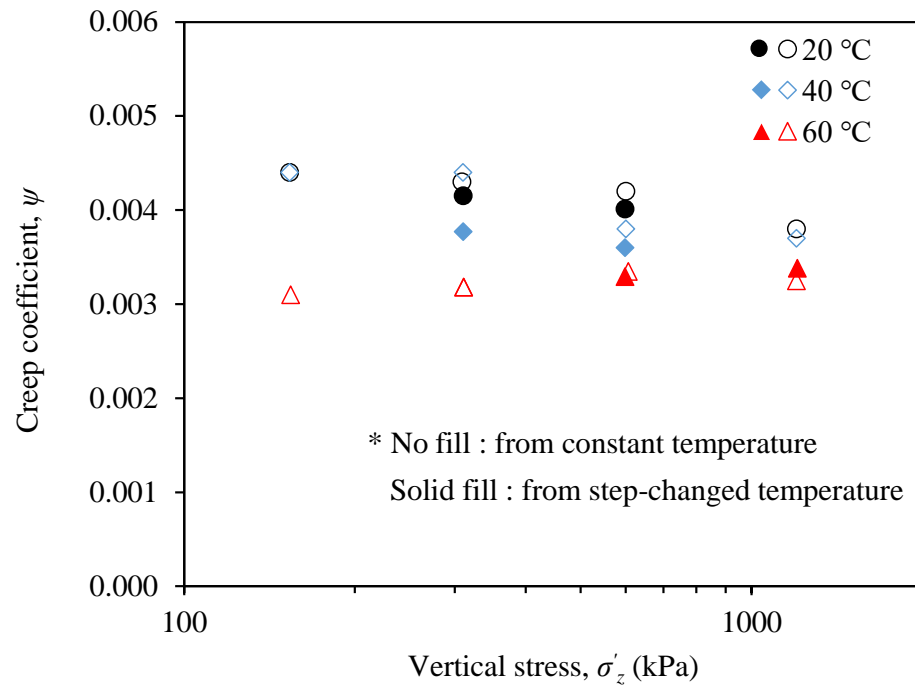 0.006
0.005
0.004
0.003
0.002
0.001
0.000
Creep coefficient, ψ
20 °C
40 °C
60 °C
* No fill : from constant temperature
Solid fill : from step-changed temperature
100
1000
Vertical stress, σ′z (kPa)